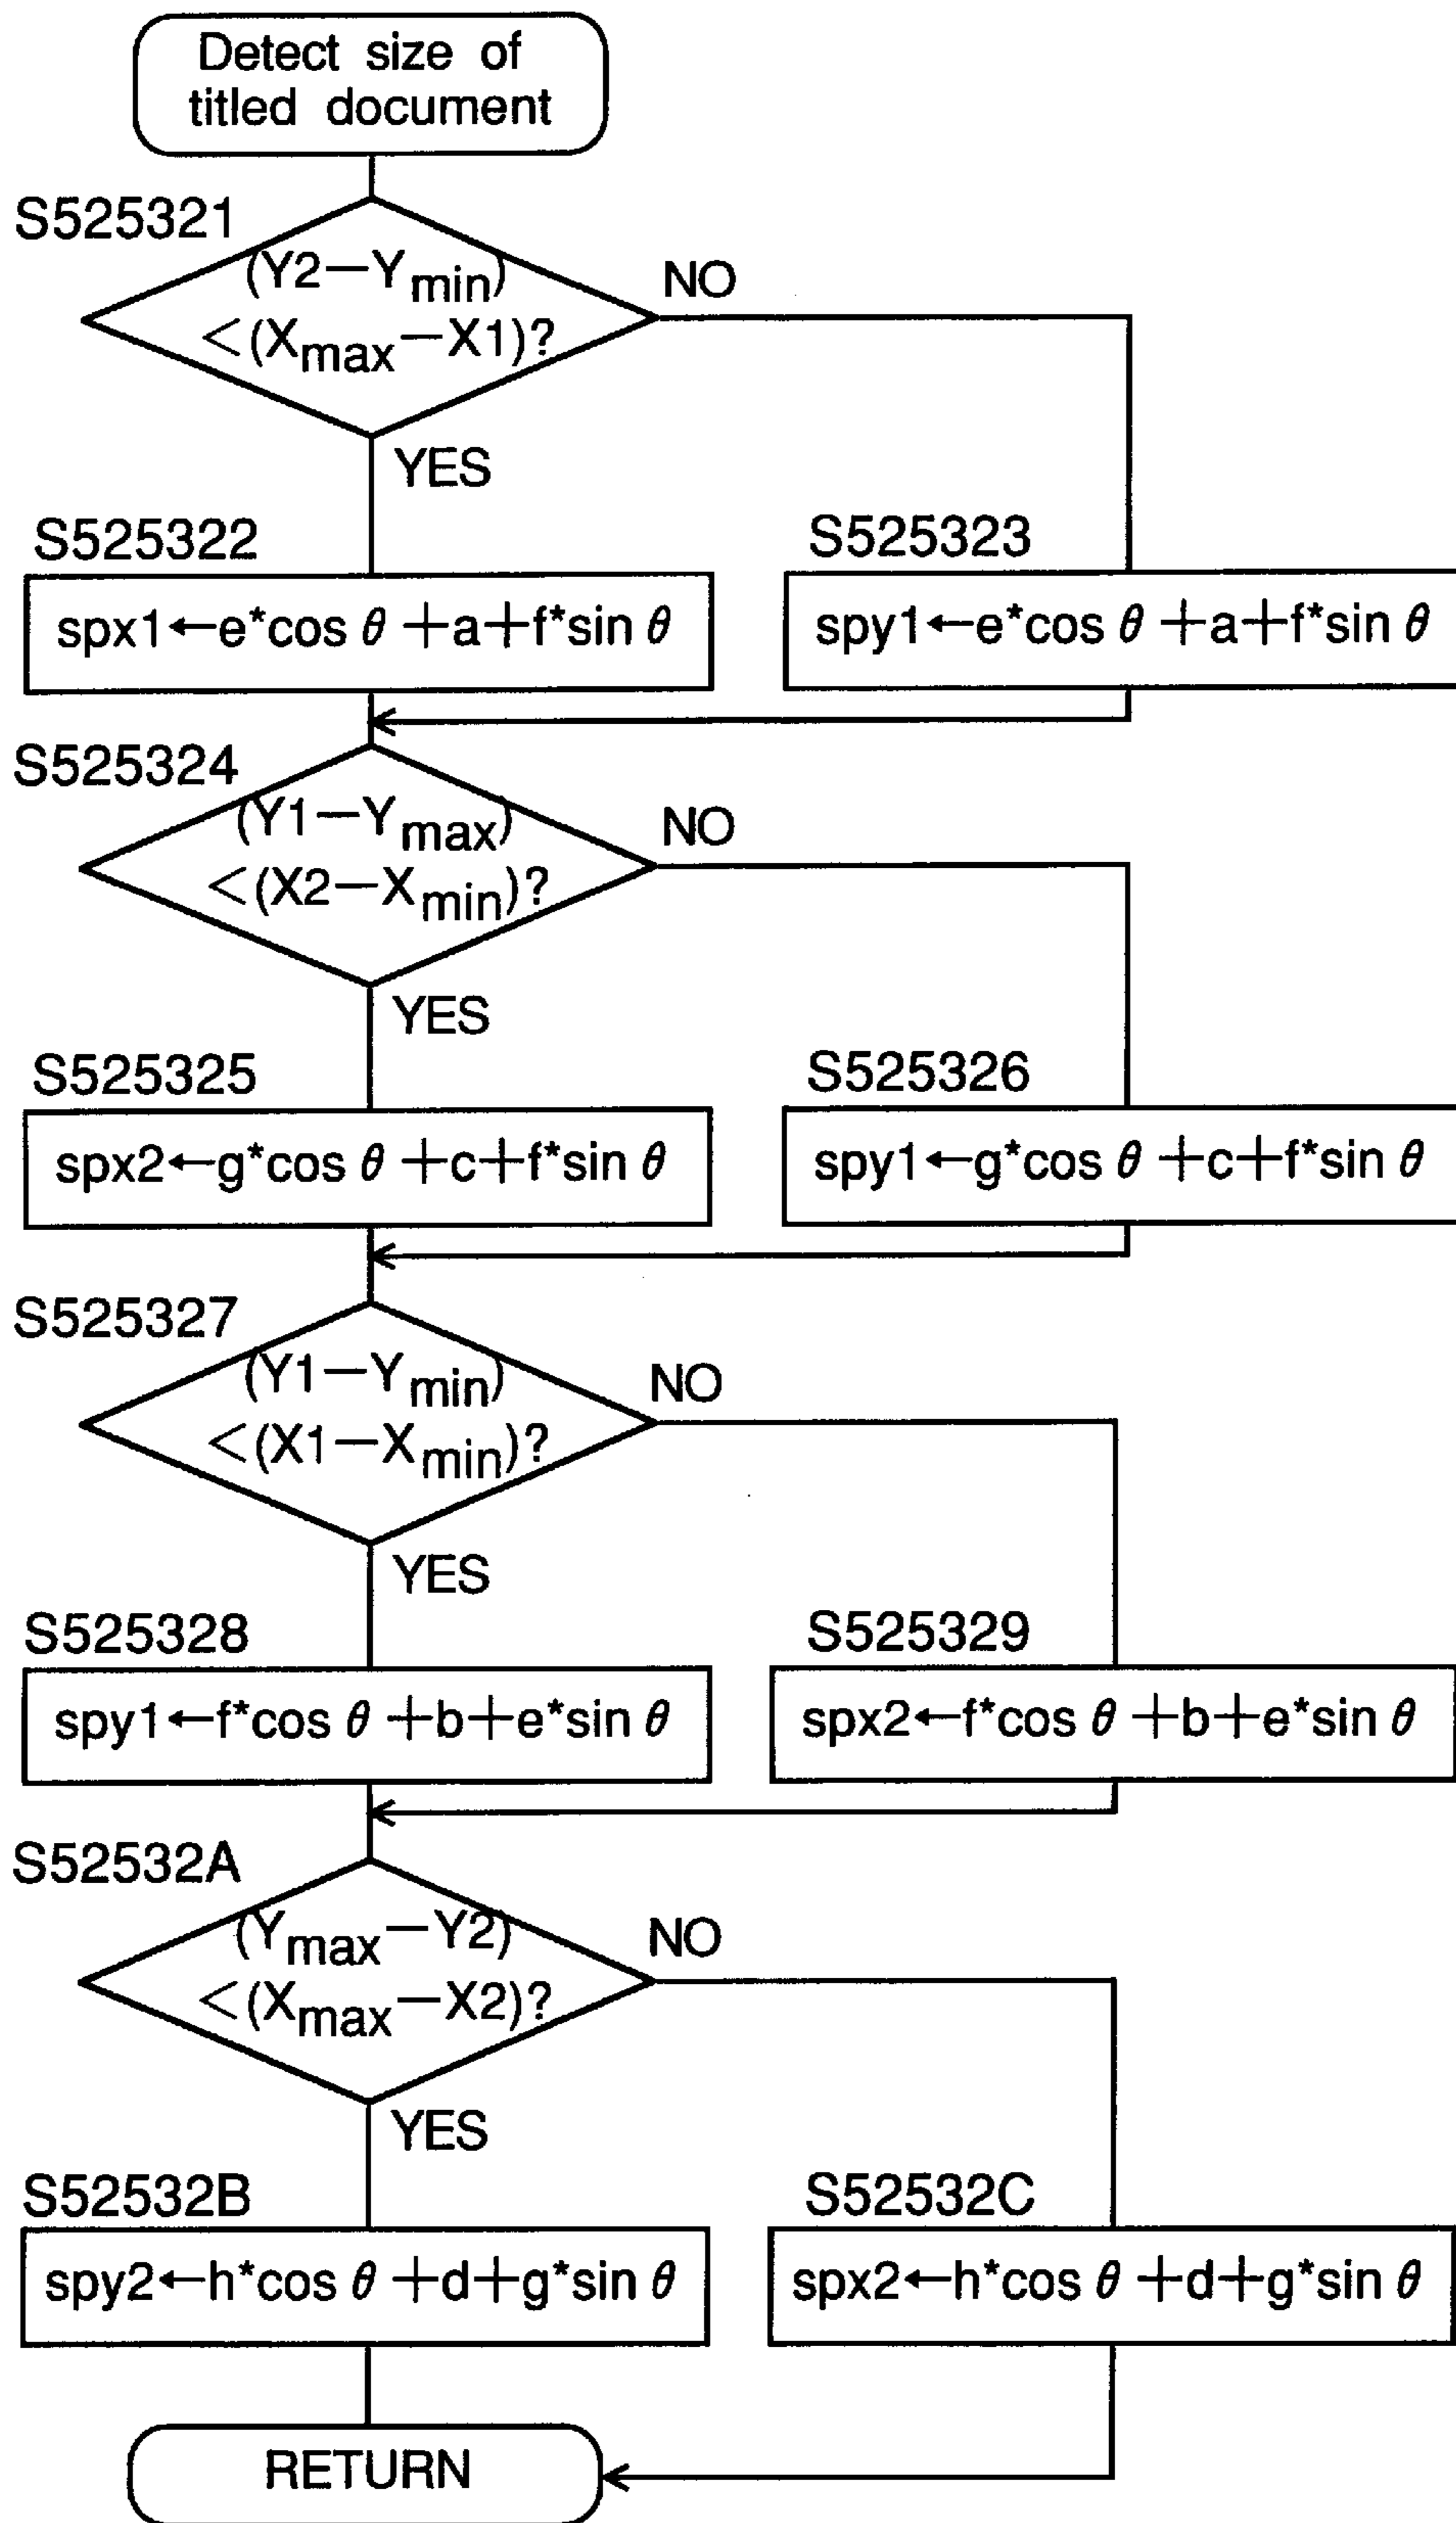 Detect size of
titled document
S525321
(Y2−Ymin)
<(Xmax−X1)?
NO
YES
S525322
S525323
spx1←e*cos θ +a+f*sin θ
spy1←e*cos θ +a+f*sin θ
S525324
(Y1−Ymax)
<(X2−Xmin)?
NO
YES
S525325
S525326
spx2←g*cos θ +c+f*sin θ
spy1←g*cos θ +c+f*sin θ
S525327
(Y1−Ymin)
<(X1−Xmin)?
NO
YES
S525328
S525329
spy1←f*cos θ +b+e*sin θ
spx2←f*cos θ +b+e*sin θ
S52532A
(Ymax−Y2)
<(Xmax−X2)?
NO
YES
S52532B
S52532C
spy2←h*cos θ +d+g*sin θ
spx2←h*cos θ +d+g*sin θ
RETURN